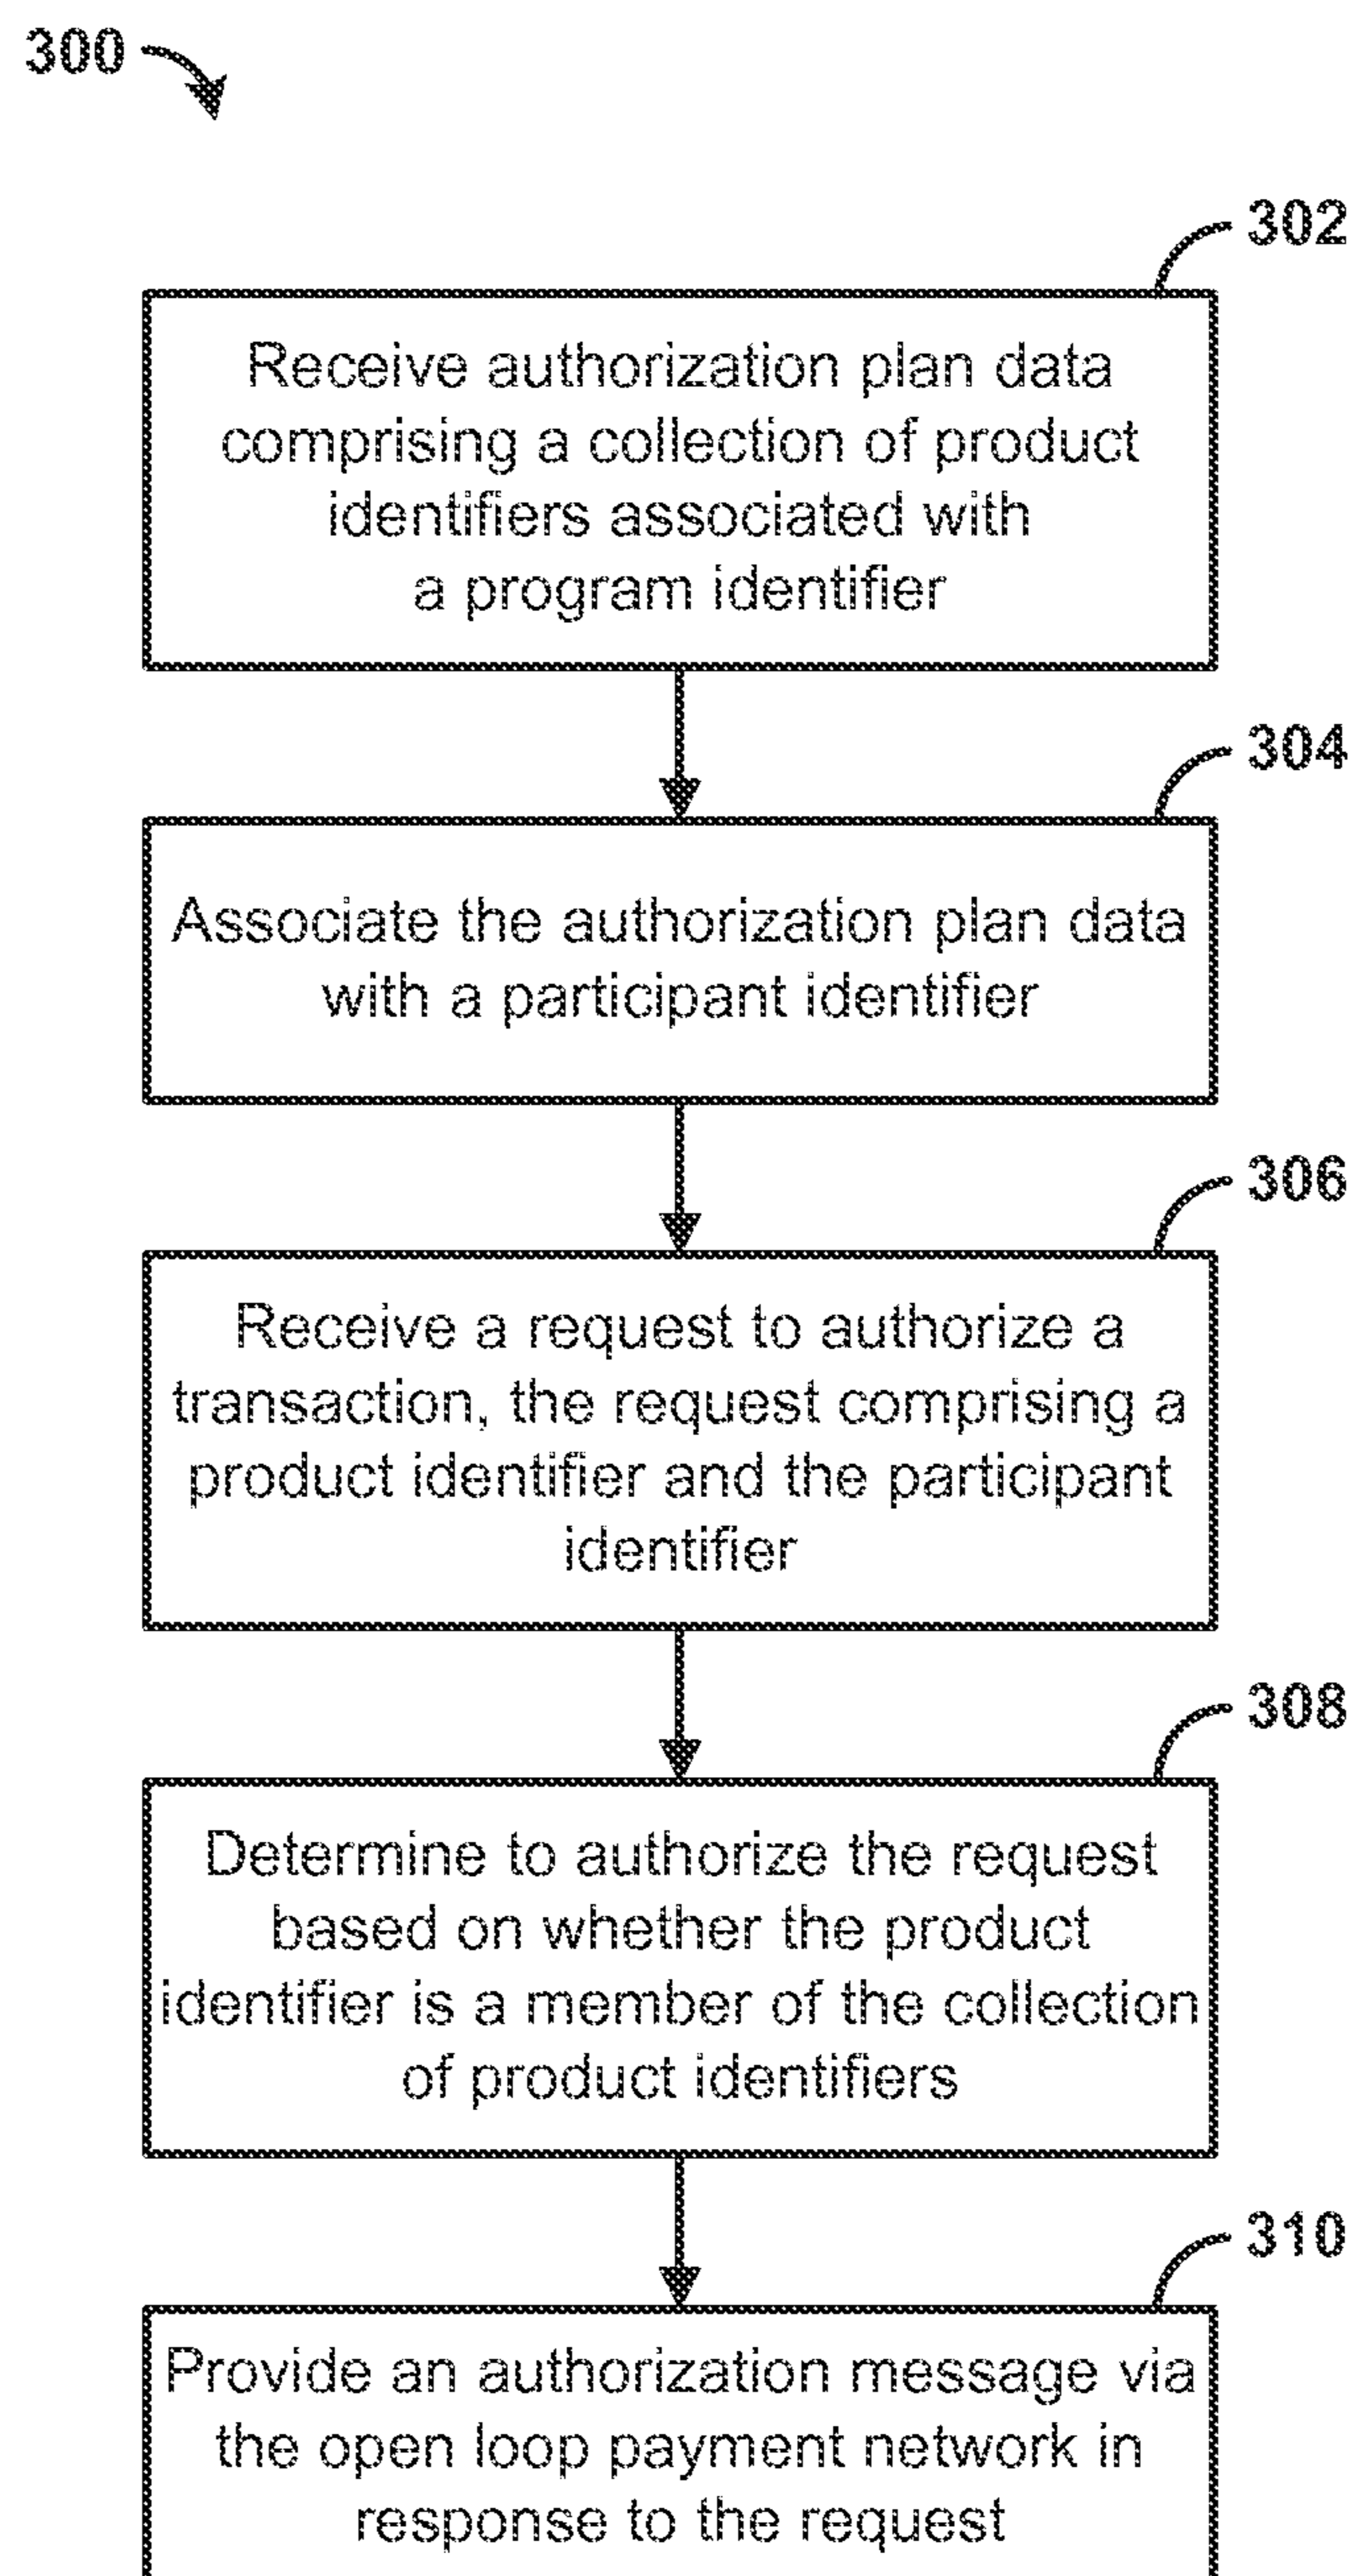 300
302
Receive authorization plan data
comprising a collection of product
identifiers associated with
a program identifier
304
Associate the authorization plan data
with a participant identifier
306
Receive a request to authorize a
transaction, the request comprising a
product identifier and the participant
identifier
308
Determine to authorize the request
based on whether the product
identifier is a member of the collection
of product identifiers
310
Provide an authorization message via
the open loop payment network in
response to the request